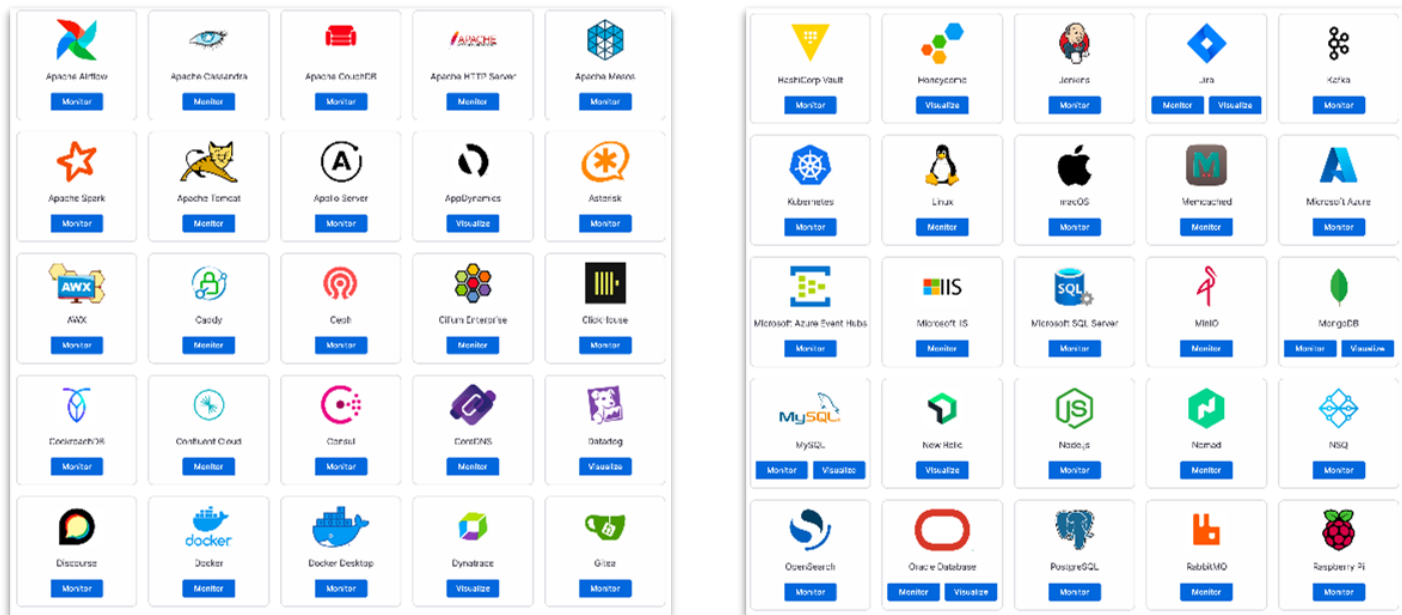 Apache Airflow
Monitor
Apache Cassandra
Monitor
Apache CouchDB
Monitor
APACHE
Apache HTTP Server
Monitor
Apache Mesos
Monitor
Apache Spark
Monitor
Apache Tomcat
Monitor
A
Apollo Server
Monitor
AppDynamics
Visualize
Asterisk
Monitor
AWX
AWX
Monitor
Caddy
Monitor
Ceph
Monitor
Cilium Enterprise
Monitor
ClickHouse
Monitor
CockroachDB
Monitor
Confluent Cloud
Monitor
Consul
Monitor
CoreDNS
Monitor
Datadog
Visualize
Discourse
Monitor
docker
Docker
Monitor
Docker Desktop
Monitor
Dynatrace
Visualize
Gitea
Monitor
HashiCorp Vault
Monitor
Honeycomb
Visualize
Jenkins
Monitor
Jira
Monitor Visualize
Kafka
Monitor
Kubernetes
Monitor
Linux
Monitor
macOS
Monitor
M
Memcached
Monitor
Microsoft Azure
Monitor
Microsoft Azure Event Hubs
Monitor
IIS
Microsoft IIS
Monitor
SQL
Microsoft SQL Server
Monitor
MinIO
Monitor
MongoDB
Monitor Visualize
MySQL
MySQL
Monitor Visualize
New Relic
Visualize
JS
Node.js
Monitor
Nomad
Monitor
NSQ
Monitor
OpenSearch
Monitor
Oracle Database
Monitor Visualize
PostgreSQL
Monitor
RabbitMQ
Monitor
Raspberry Pi
Monitor